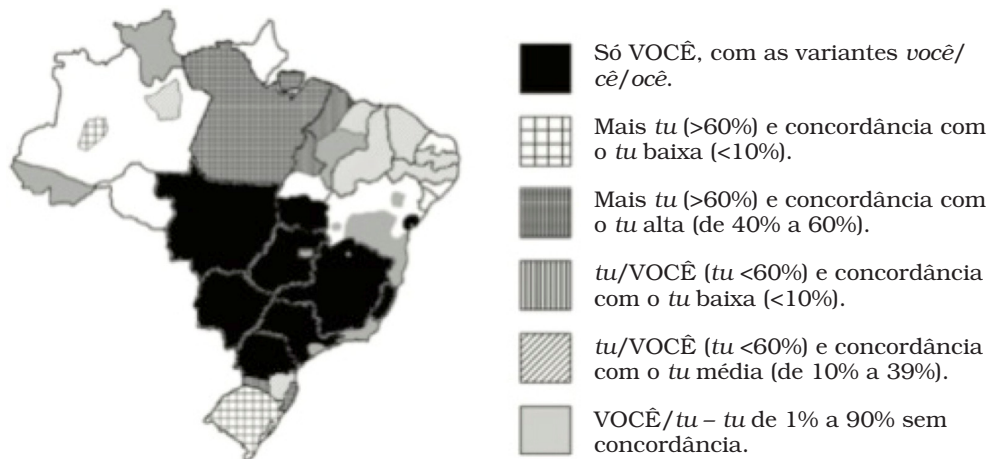 Só VOCÊ, com as variantes você/
cê/ocê.
Mais tu (>60%) e concordância com
o tu baixa (<10%).
Mais tu (>60%) e concordância com
o tu alta (de 40% a 60%).
tu/VOCÊ (tu <60%) e concordância
com o tu baixa (<10%).
tu/VOCÊ (tu <60%) e concordância
com o tu média (de 10% a 39%).
VOCÊ/tu – tu de 1% a 90% sem
concordância.